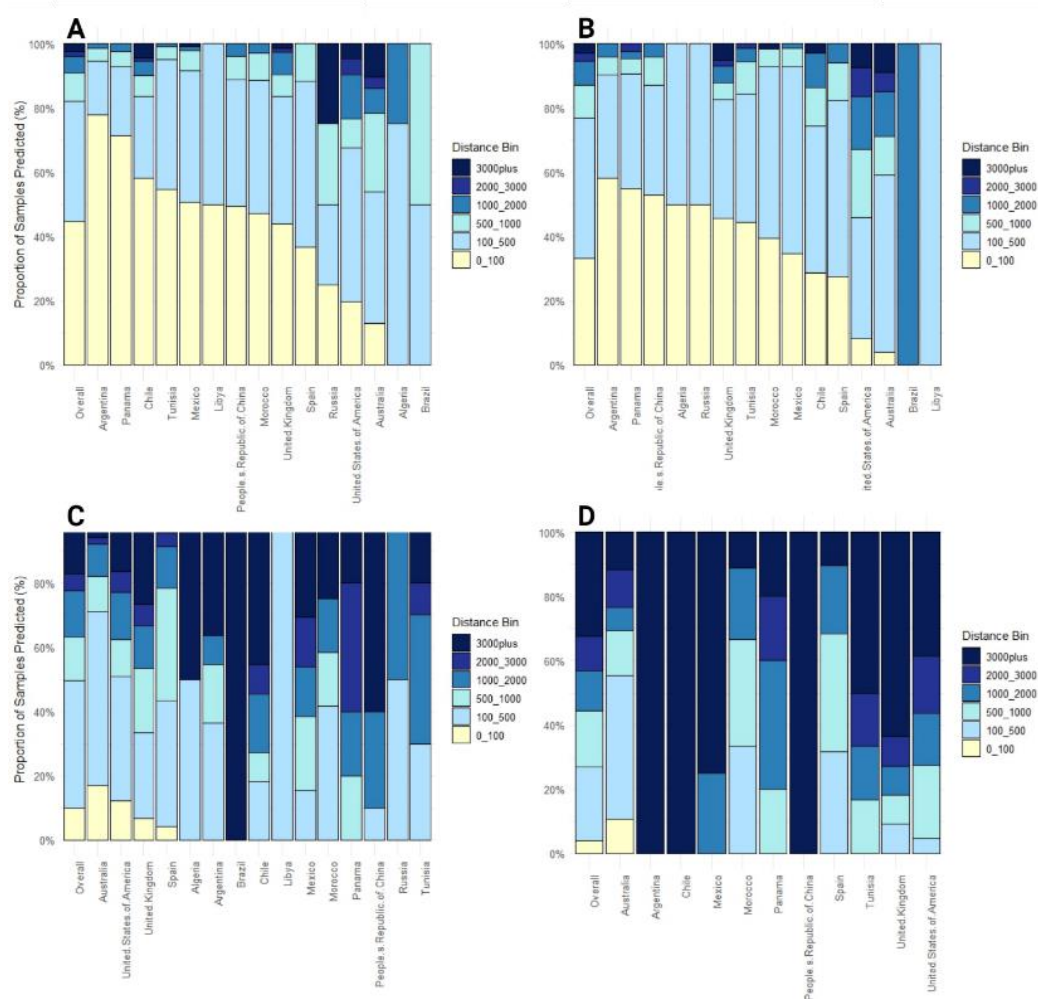 A
Proportion of Samples Predicted (%)
100%
80%
60%
40%
20%
0%
Overall
Argentina
Panama
Chile
Tunisia
Mexico
Libya
People.s.Republic.of.China
Morocco
United.Kingdom
Spain
Russia
United.States.of.America
Australia
Algeria
Brazil
Distance Bin
3000plus
2000_3000
1000_2000
500_1000
100_500
0_100
B
100%
80%
60%
40%
20%
0%
Overall
Argentina
Panama
le.s.Republic.of.China
Algeria
Russia
United.Kingdom
Tunisia
Morocco
Mexico
Chile
Spain
ited.States.of.America
Australia
Brazil
Libya
Distance Bin
3000plus
2000_3000
1000_2000
500_1000
100_500
0_100
C
Proportion of Samples Predicted (%)
80%
60%
40%
20%
0%
Overall
Australia
United.States.of.America
United.Kingdom
Spain
Algeria
Argentina
Brazil
Chile
Libya
Mexico
Morocco
Panama
People.s.Republic.of.China
Russia
Tunisia
Distance Bin
3000plus
2000_3000
1000_2000
500_1000
100_500
0_100
D
100%
80%
60%
40%
20%
0%
Overall
Australia
Argentina
Chile
Mexico
Morocco
Panama
People.s.Republic.of.China
Spain
Tunisia
United.Kingdom
United.States.of.America
Distance Bin
3000plus
2000_3000
1000_2000
500_1000
100_500
0_100